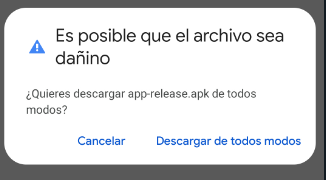 Es posible que el archivo sea
dañino
¿Quieres descargar app-release.apk de todos
modos?
Cancelar
Descargar de todos modos